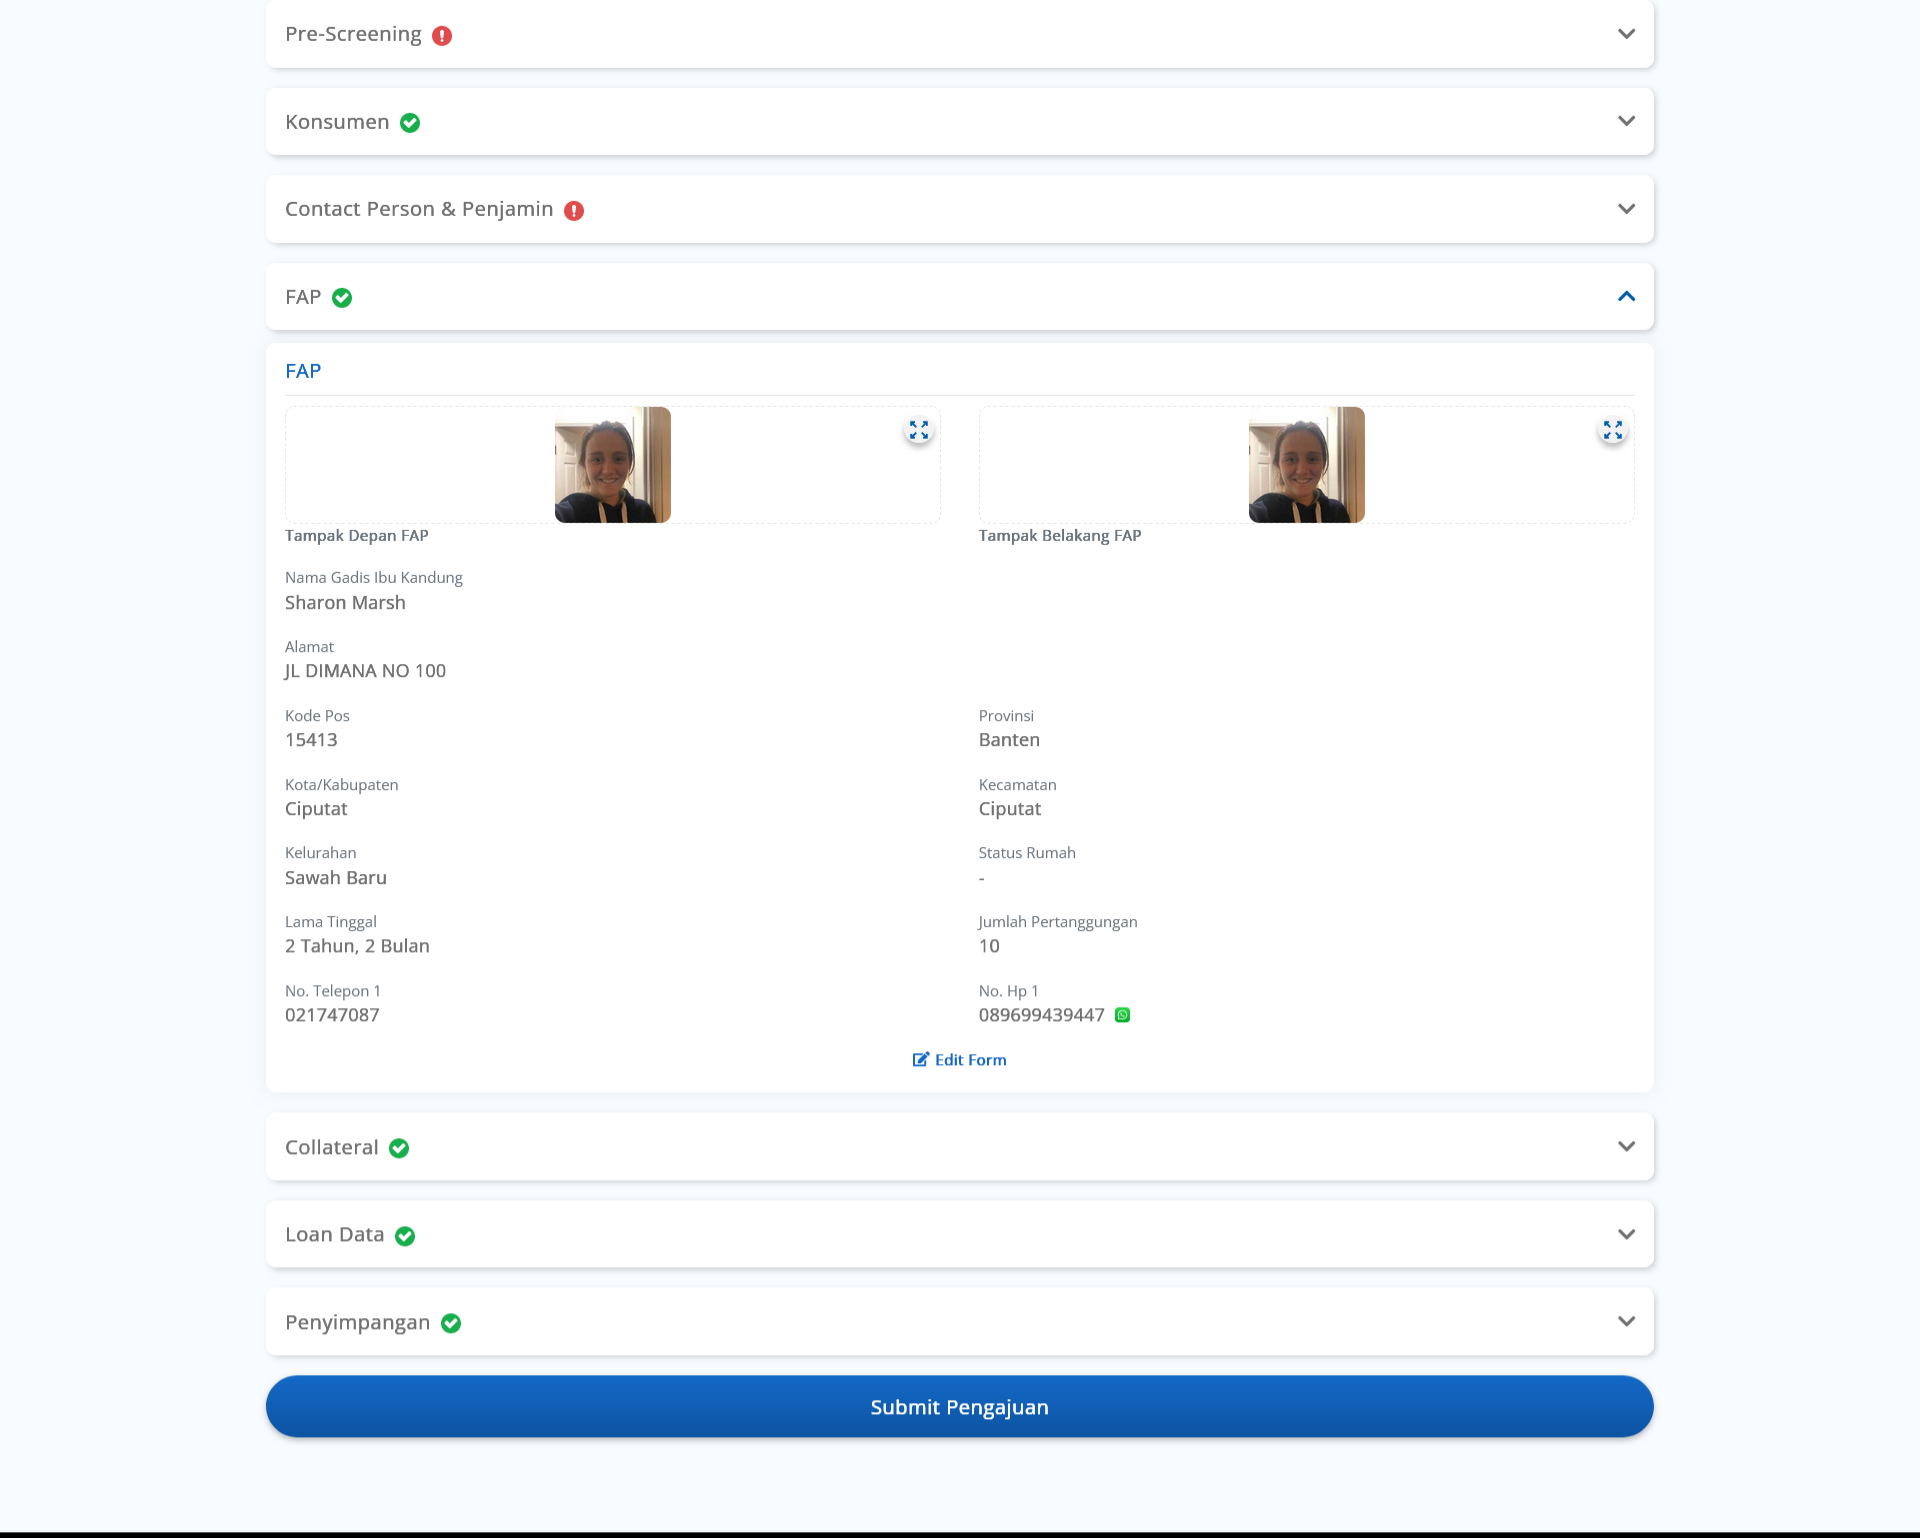 Pre-Screening
Konsumen
Contact Person & Penjamin
FAP
FAP
Tampak Depan FAP
Tampak Belakang FAP
Nama Gadis Ibu Kandung
Sharon Marsh
Alamat
JL DIMANA NO 100
Kode Pos
15413
Provinsi
Banten
Kota/Kabupaten
Ciputat
Kecamatan
Ciputat
Kelurahan
Sawah Baru
Status Rumah
-
Lama Tinggal
2 Tahun, 2 Bulan
Jumlah Pertanggungan
10
No. Telepon 1
021747087
No. Hp 1
089699439447
Edit Form
Collateral
Loan Data
Penyimpangan
Submit Pengajuan